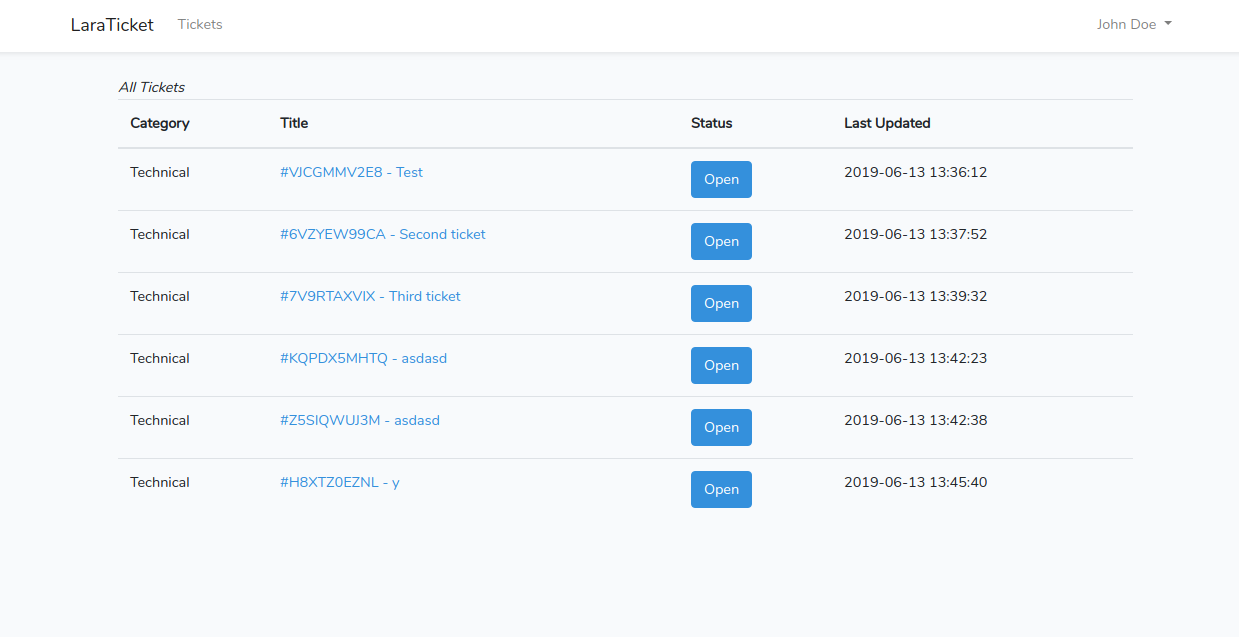 LaraTicket Tickets John Doe
All Tickets
Category Title Status Last Updated
Technical #VJCGMMV2E8 - Test Open 2019-06-13 13:36:12
Technical #6VZYEW99CA - Second ticket Open 2019-06-13 13:37:52
Technical #7V9RTAXVIX - Third ticket Open 2019-06-13 13:39:32
Technical #KQPDX5MHTQ - asdasd Open 2019-06-13 13:42:23
Technical #Z5SIQWUJ3M - asdasd Open 2019-06-13 13:42:38
Technical #H8XTZ0EZNL - y Open 2019-06-13 13:45:40